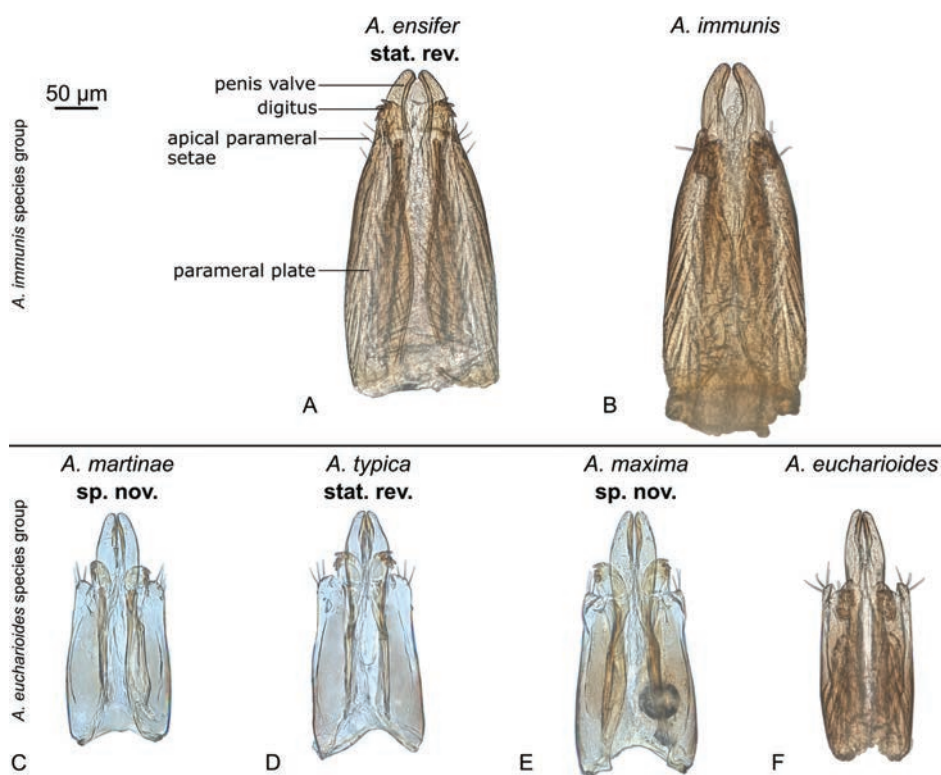 A. ensifer
stat. rev.
A. immunis
50 µm
penis valve
digitus
apical parameral
setae
parameral plate
A. immunis species group
A
B
A. martinae
sp. nov.
A. typica
stat. rev.
A. maxima
sp. nov.
A. eucharioides
A. eucharioides species group
C
D
E
F